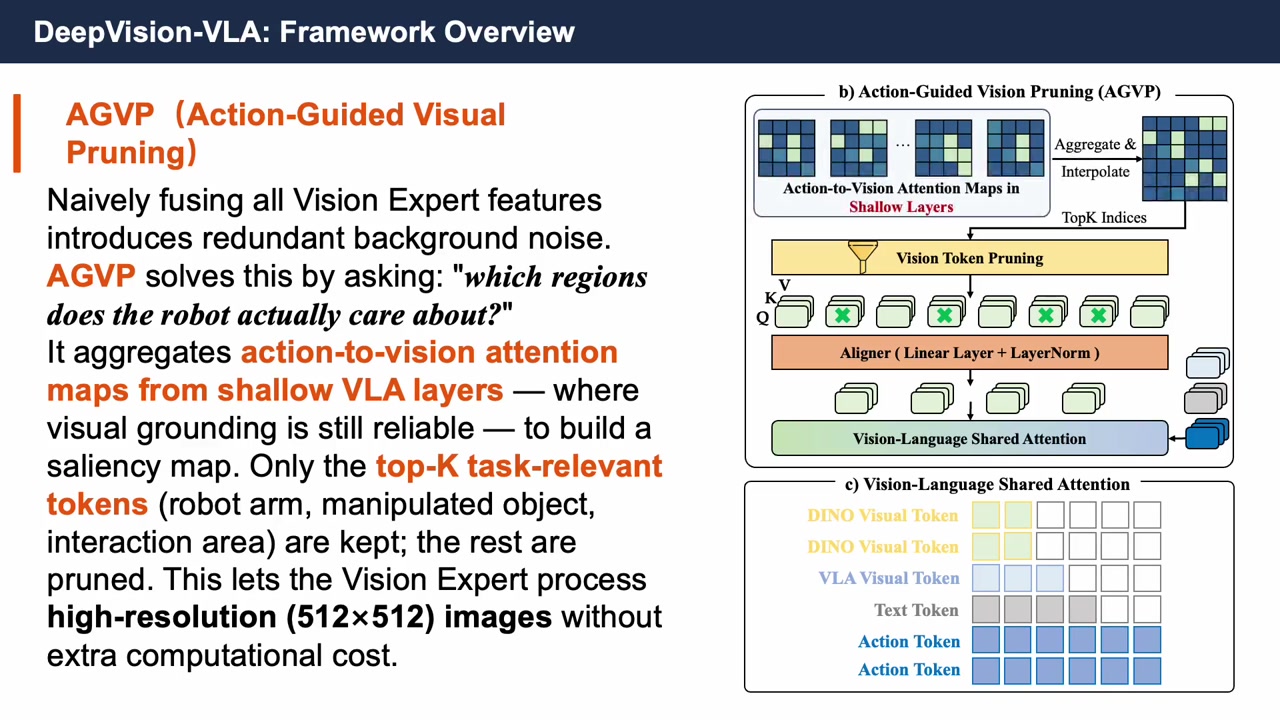 DeepVision-VLA: Framework Overview
AGVP（Action-Guided Visual
Pruning）
Naively fusing all Vision Expert features
introduces redundant background noise.
AGVP solves this by asking: "which regions
does the robot actually care about?"
It aggregates action-to-vision attention
maps from shallow VLA layers — where
visual grounding is still reliable — to build a
saliency map. Only the top-K task-relevant
tokens (robot arm, manipulated object,
interaction area) are kept; the rest are
pruned. This lets the Vision Expert process
high-resolution (512×512) images without
extra computational cost.
b) Action-Guided Vision Pruning (AGVP)
...
Action-to-Vision Attention Maps in
Shallow Layers
Aggregate &
Interpolate
TopK Indices
Vision Token Pruning
V
K
Q
Aligner ( Linear Layer + LayerNorm )
Vision-Language Shared Attention
c) Vision-Language Shared Attention
DINO Visual Token
DINO Visual Token
VLA Visual Token
Text Token
Action Token
Action Token